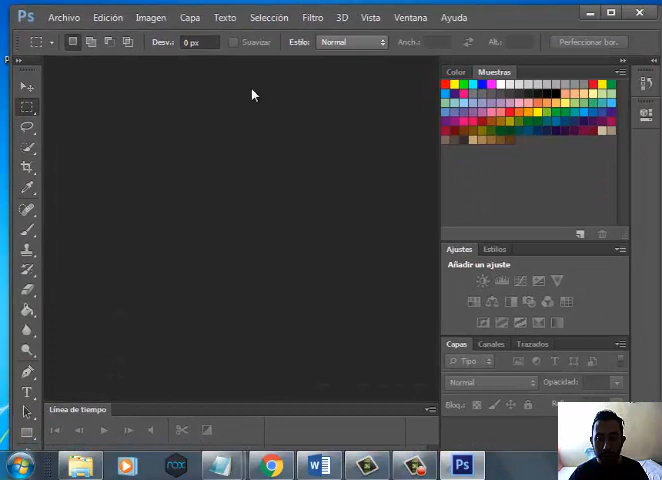 Ps Archivo Edición Imagen Capa Texto Selección Filtro 3D Vista Ventana Ayuda
Desv.: 0 px Suavizar Estilo: Normal Anch.: Alt.: Perfeccionar bor.
Color Muestras
Ajustes Estilos
Añadir un ajuste
Capas Canales Trazados
Tipo
Normal Opacidad:
Bloq.:
Línea de tiempo
nox
W
Ps